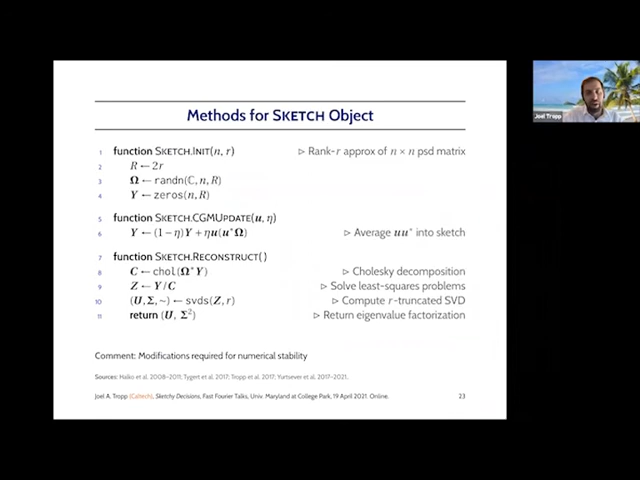 Methods for SKETCH Object
1 function SKETCH.INIT(n, r) ▷ Rank-r approx of n × n psd matrix
2 R ← 2r
3 Ω ← randn(ℂ, n, R)
4 Y ← zeros(n, R)
5 function SKETCH.CGMUPDATE(u, η)
6 Y ← (1 − η)Y + ηu(u*Ω) ▷ Average uu* into sketch
7 function SKETCH.RECONSTRUCT( )
8 C ← chol(Ω*Y) ▷ Cholesky decomposition
9 Z ← Y/C ▷ Solve least-squares problems
10 (U, Σ, ~) ← svds(Z, r) ▷ Compute r-truncated SVD
11 return (U, Σ²) ▷ Return eigenvalue factorization
Comment: Modifications required for numerical stability
Sources: Halko et al. 2008–2011; Tygert et al. 2017; Tropp et al. 2017; Yurtsever et al. 2017–2021.
Joel A. Tropp (Caltech), Sketchy Decisions, Fast Fourier Talks, Univ. Maryland at College Park, 19 April 2021. Online. 23
Joel Tropp